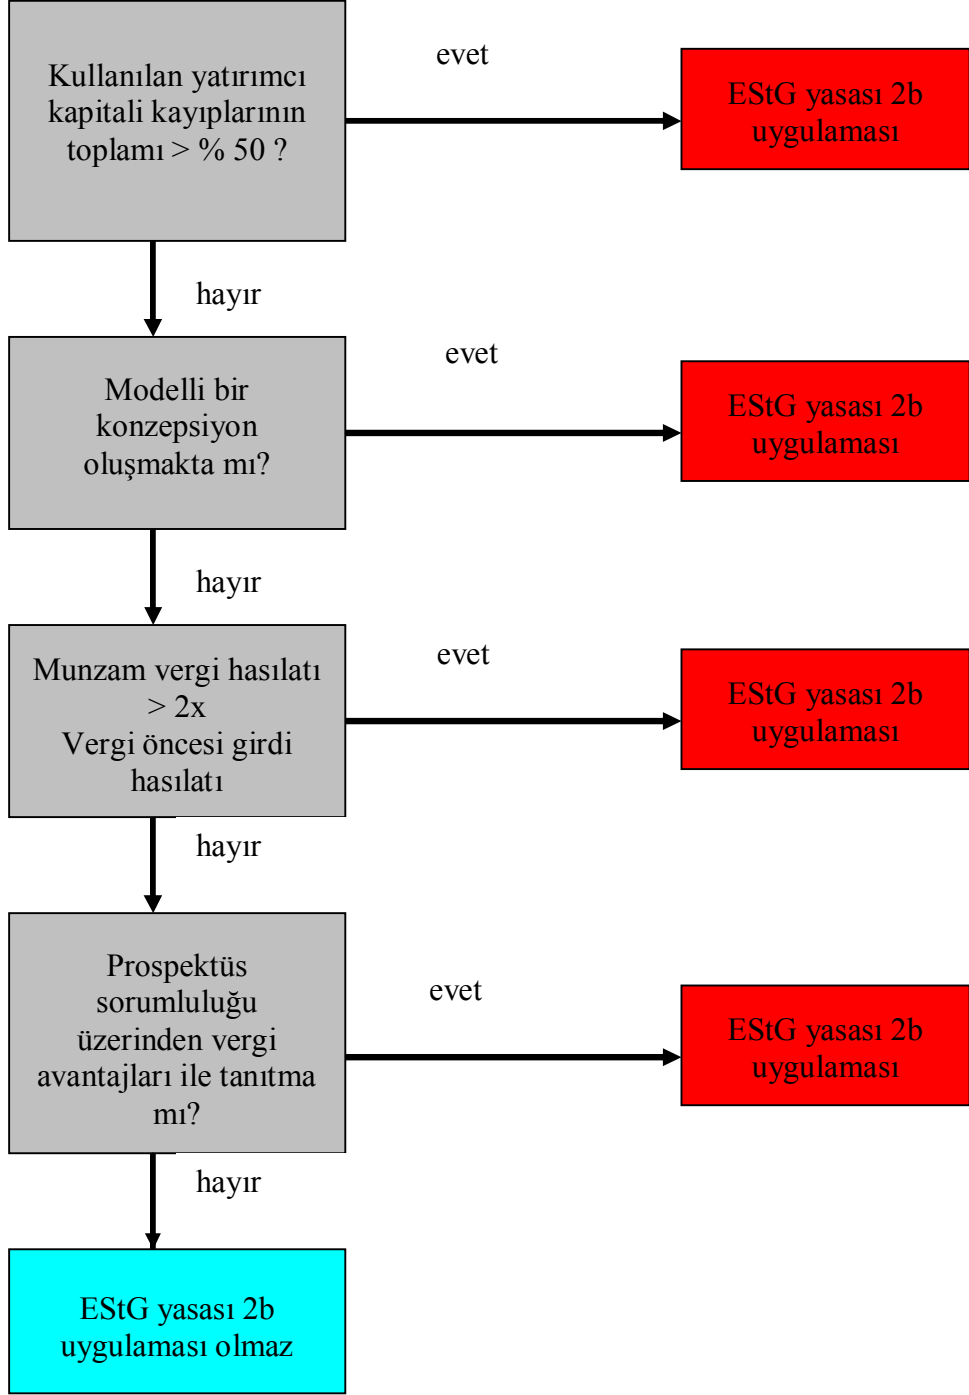 Kullanılan yatırımcı
kapitali kayıplarının
toplamı > % 50 ?
evet
EStG yasası 2b
uygulaması
hayır
Modelli bir
konzepsiyon
oluşmakta mı?
evet
EStG yasası 2b
uygulaması
hayır
Munzam vergi hasılatı
> 2x
Vergi öncesi girdi
hasılatı
evet
EStG yasası 2b
uygulaması
hayır
Prospektüs
sorumluluğu
üzerinden vergi
avantajları ile tanıtma
mı?
evet
EStG yasası 2b
uygulaması
hayır
EStG yasası 2b
uygulaması olmaz